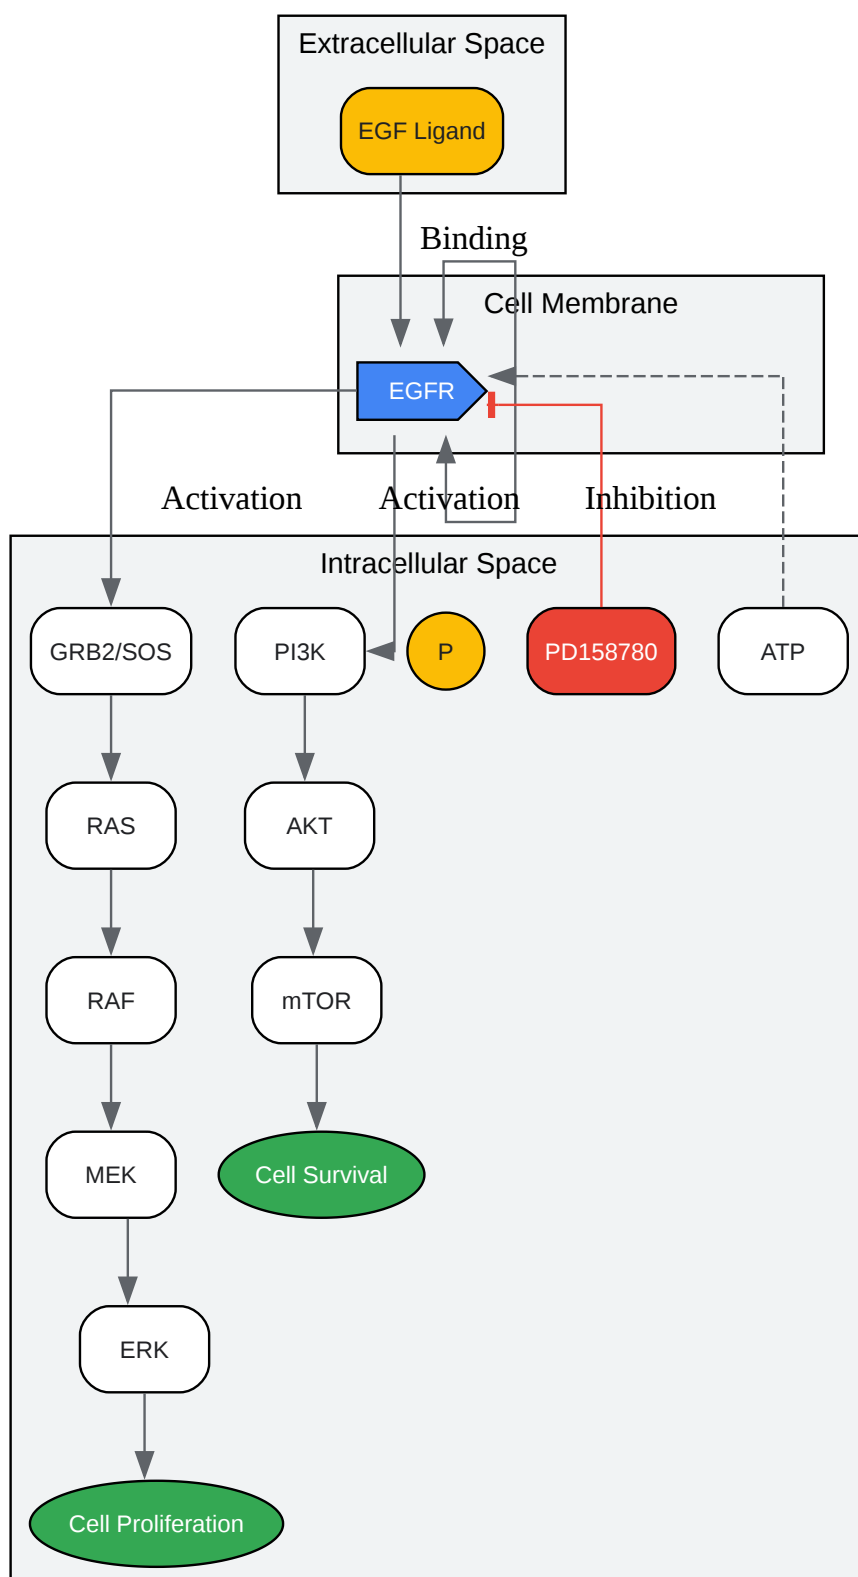 Extracellular Space
EGF Ligand
Binding
Cell Membrane
EGFR
Activation
Activation
Inhibition
Intracellular Space
GRB2/SOS
PI3K
P
PD158780
ATP
RAS
AKT
RAF
mTOR
MEK
Cell Survival
ERK
Cell Proliferation